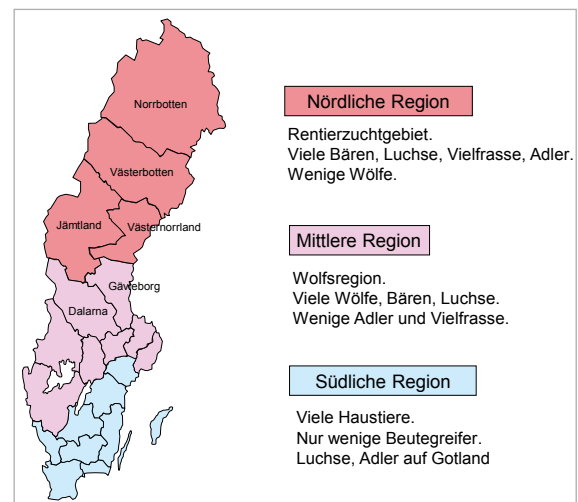 Norrbotten
Västerbotten
Jämtland
Västernorrland
Gävleborg
Dalarna
Nördliche Region
Rentierzuchtgebiet.
Viele Bären, Luchse, Vielfrasse, Adler.
Wenige Wölfe.
Mittlere Region
Wolfsregion.
Viele Wölfe, Bären, Luchse.
Wenige Adler und Vielfrasse.
Südliche Region
Viele Haustiere.
Nur wenige Beutegreifer.
Luchse, Adler auf Gotland